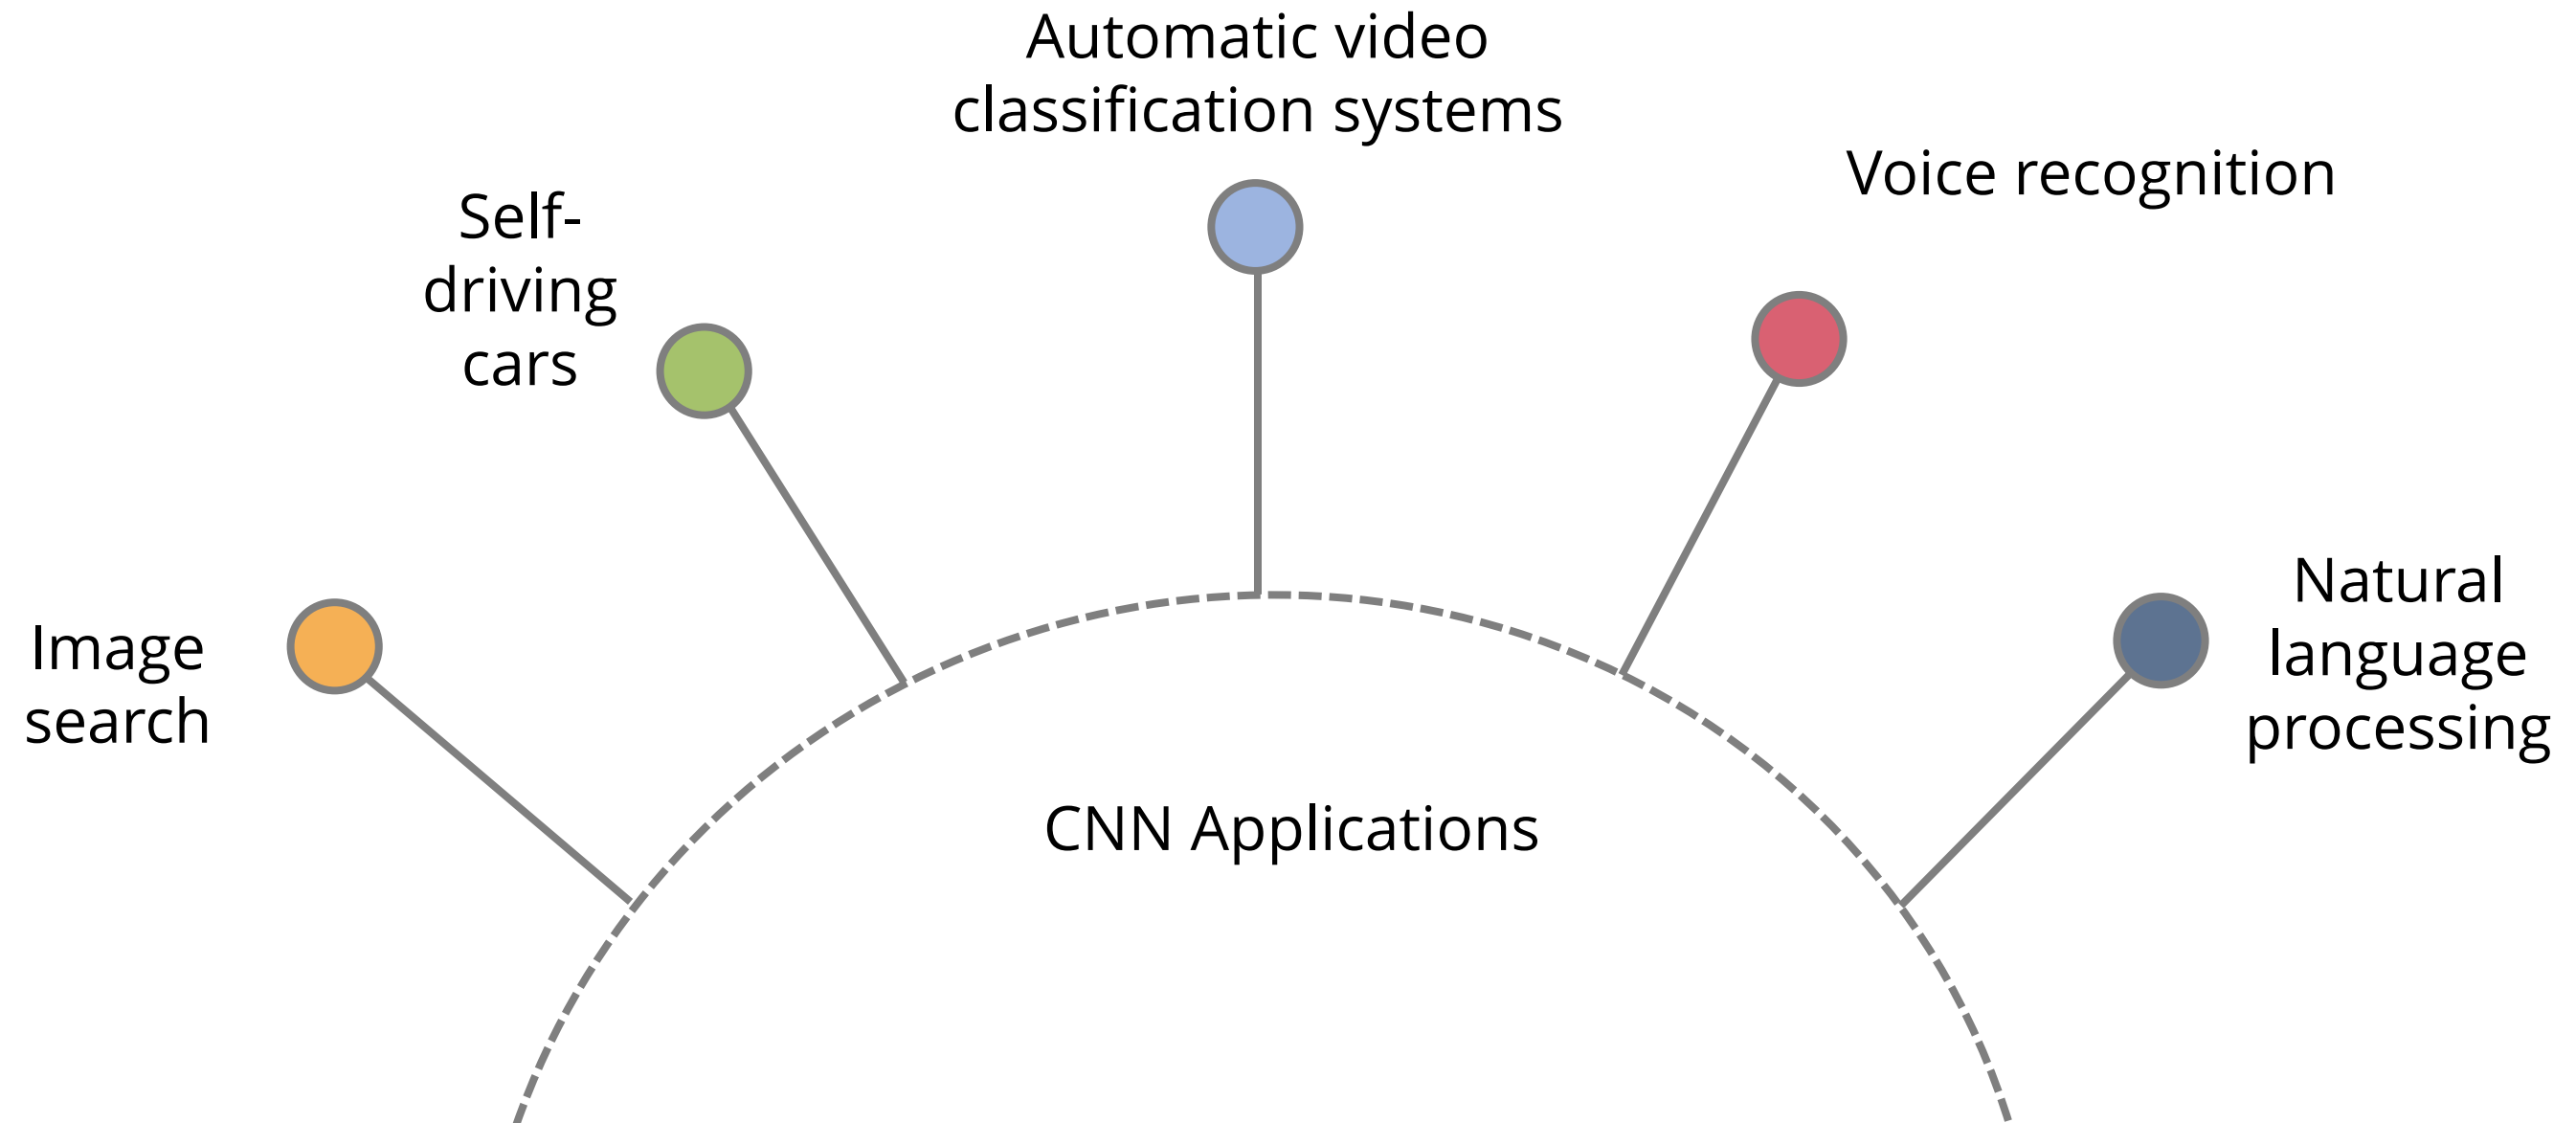 Automatic video
classification systems
Voice recognition
Self-
driving
cars
Natural
language
processing
Image
search
CNN Applications